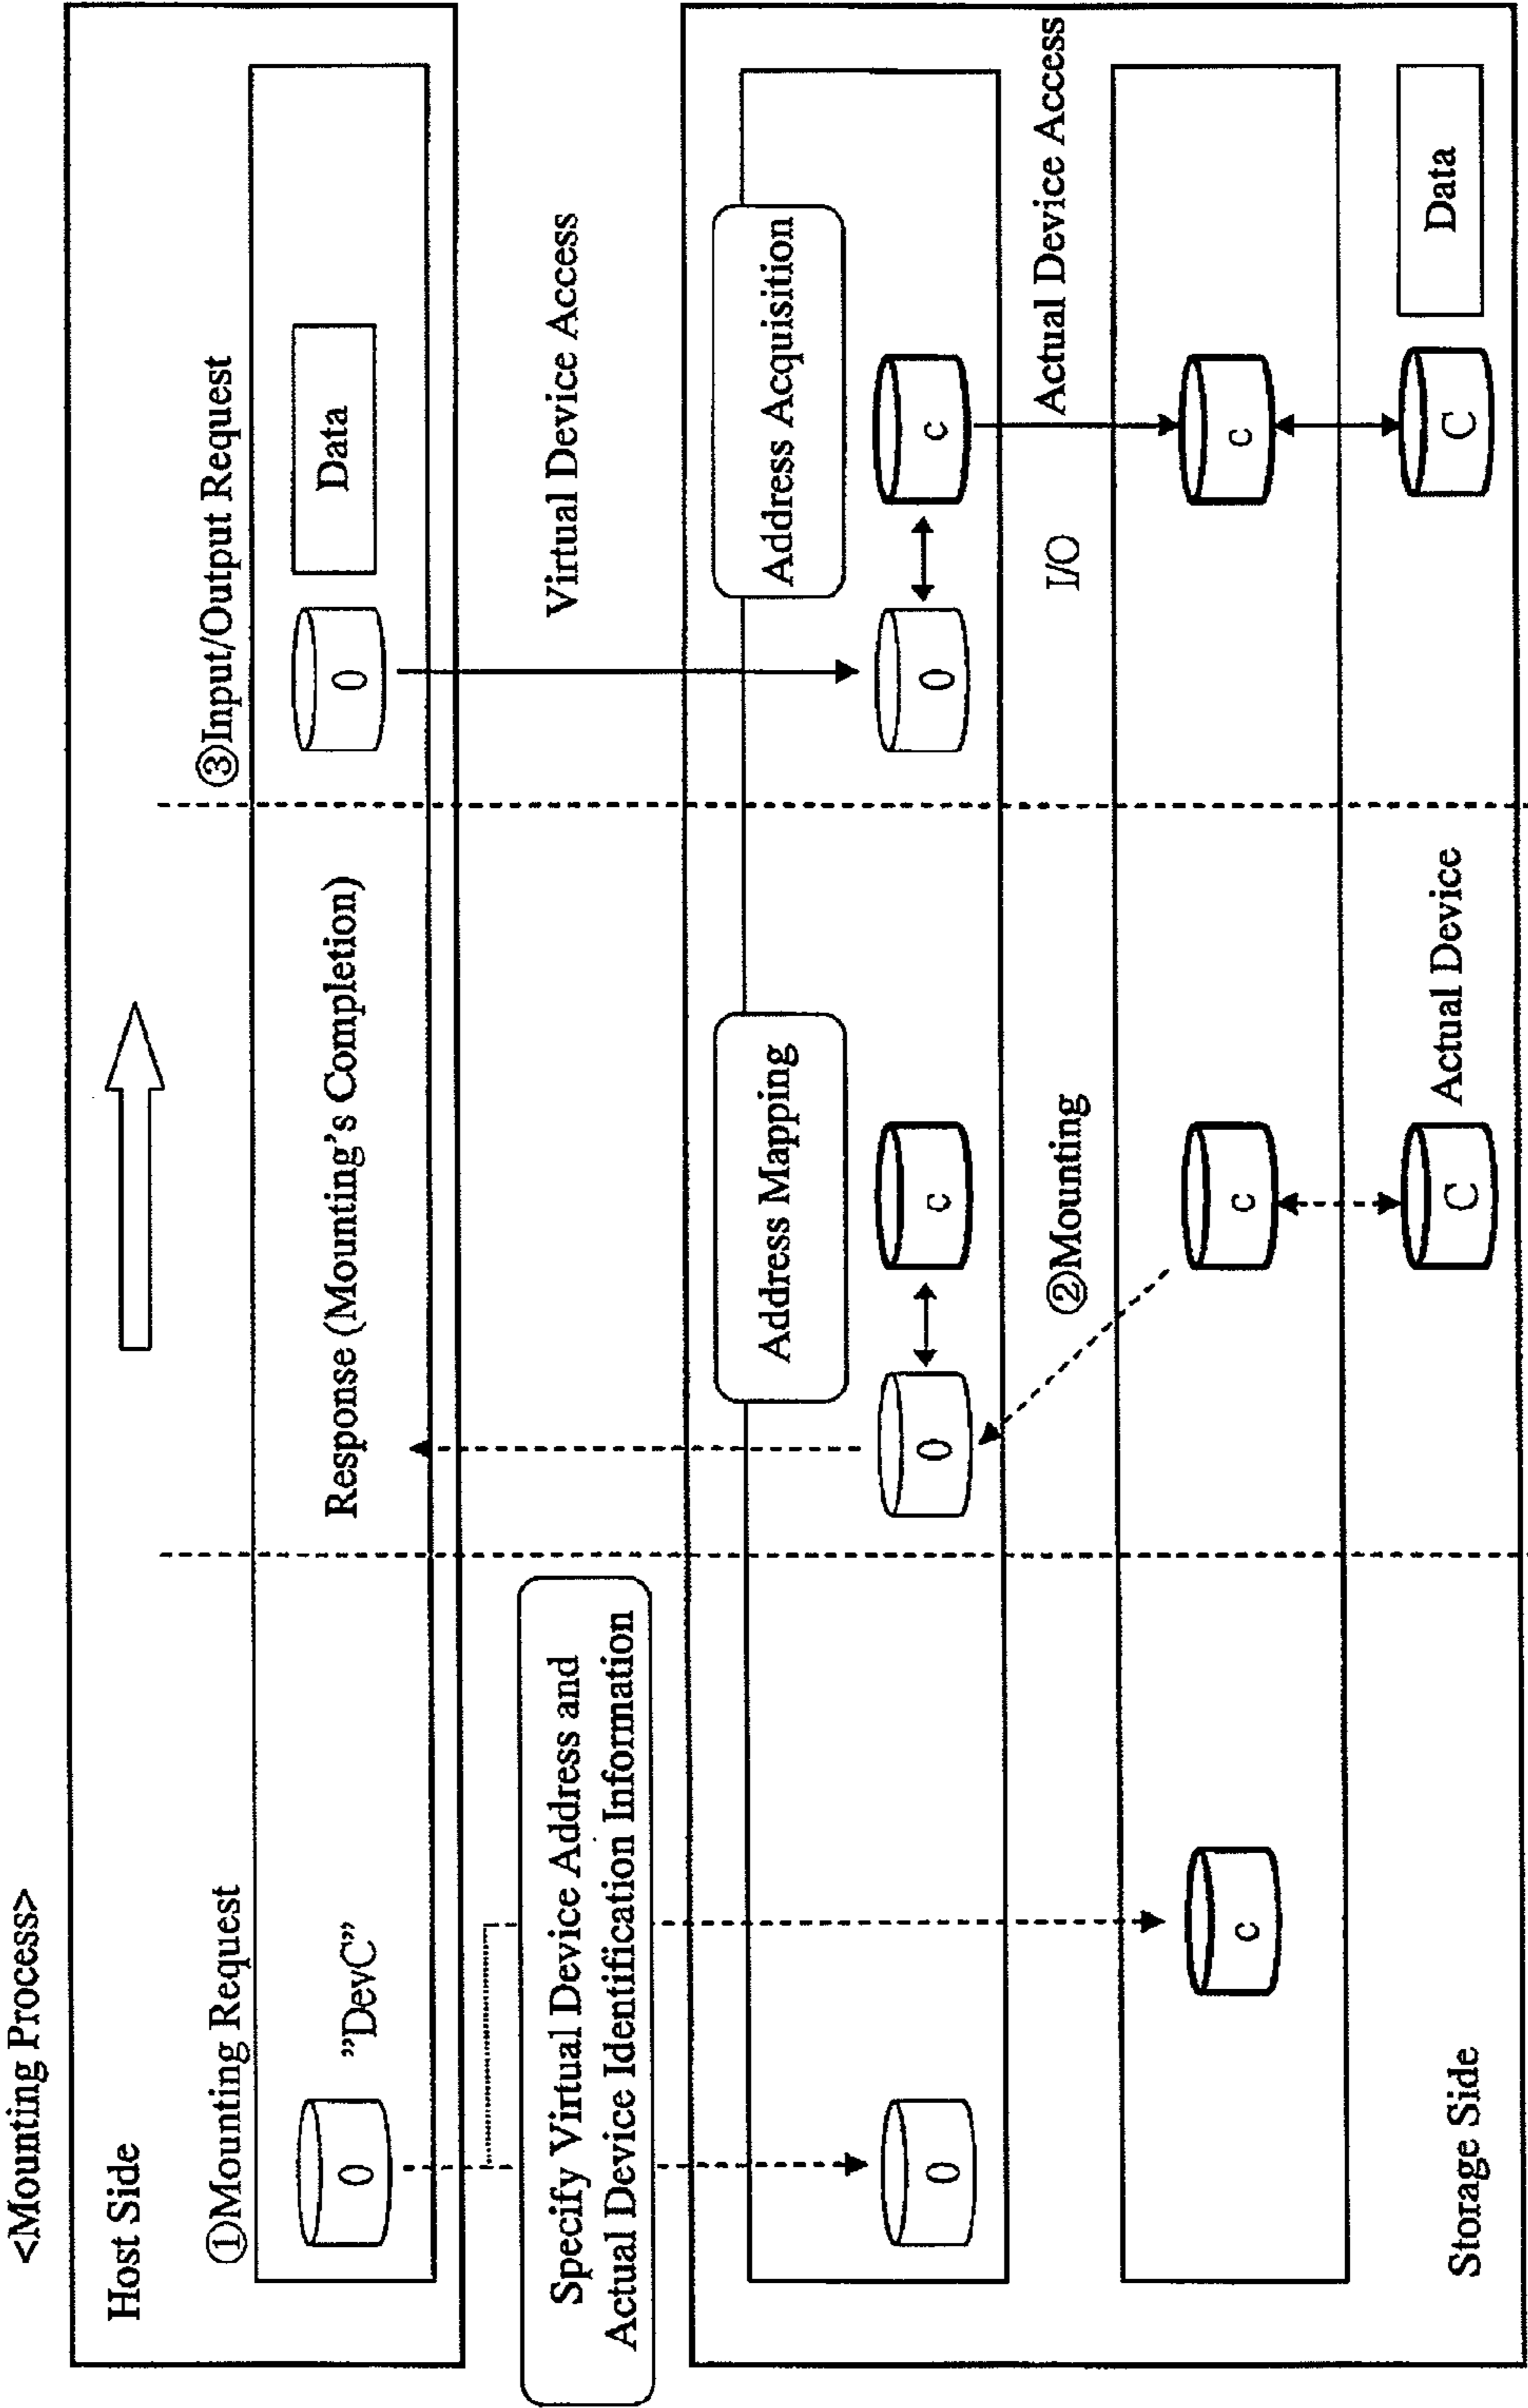 <Mounting Process>
Host Side
①Mounting Request
0
”DevC”
Specify Virtual Device Address and
Actual Device Identification Information
0
c
Storage Side
Response (Mounting’s Completion)
Address Mapping
0
c
②Mounting
c
C
Actual Device
③Input/Output Request
0
Data
Virtual Device Access
Address Acquisition
0
c
I/O
Actual Device Access
c
C
Data